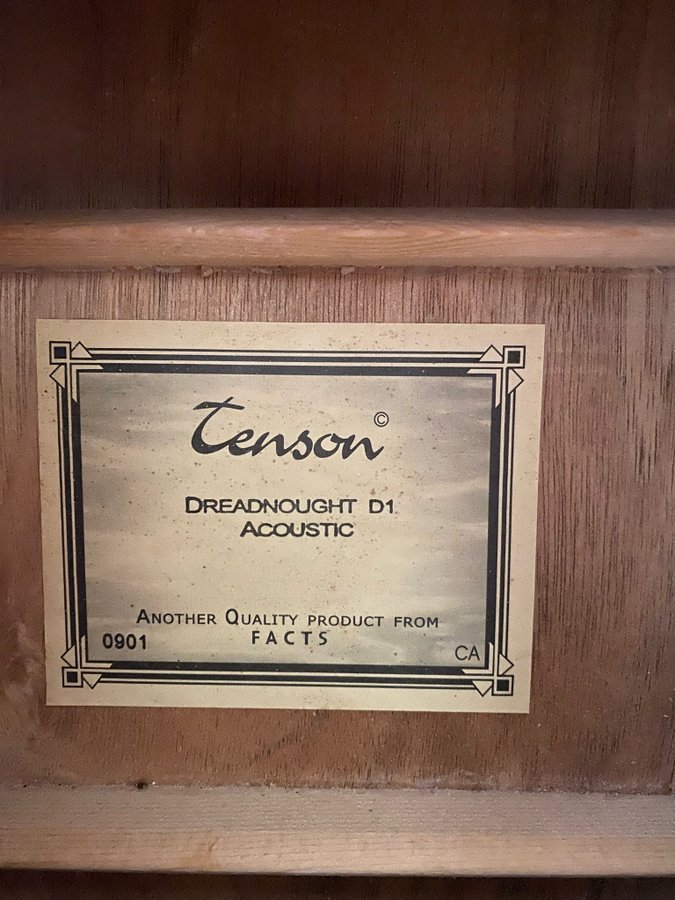 Tenson©
DREADNOUGHT D1
ACOUSTIC
ANOTHER QUALITY PRODUCT FROM
FACTS
0901
CA